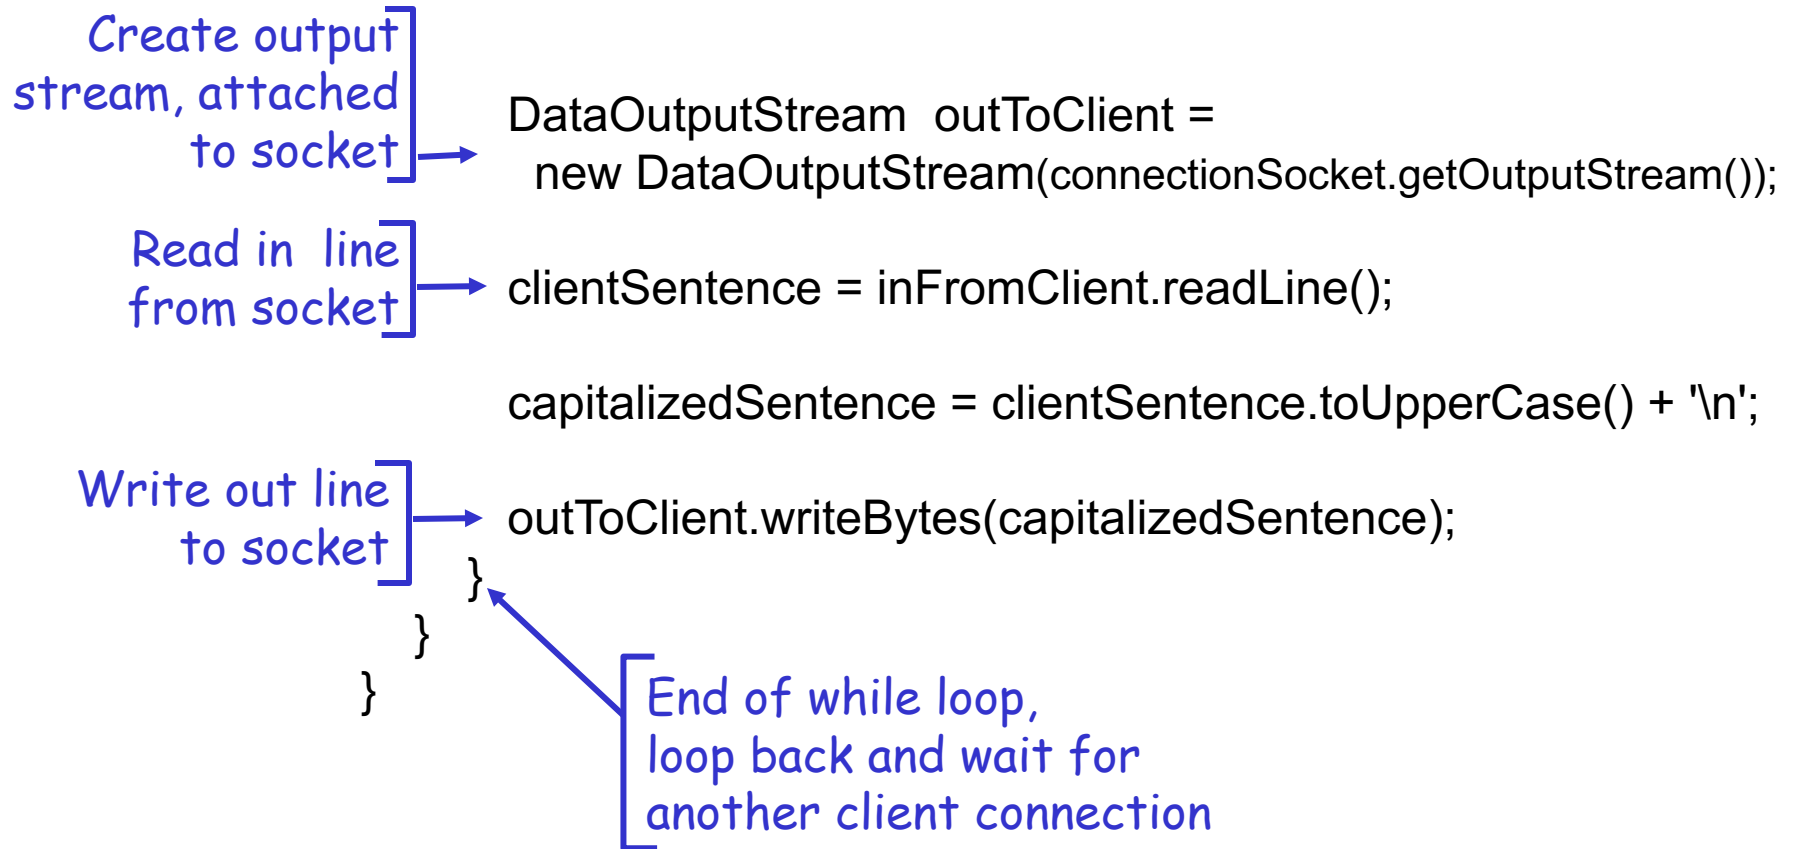 Create output
stream, attached
to socket
DataOutputStream outToClient =
new DataOutputStream(connectionSocket.getOutputStream());
Read in line
from socket
clientSentence = inFromClient.readLine();
capitalizedSentence = clientSentence.toUpperCase() + '\n';
Write out line
to socket
outToClient.writeBytes(capitalizedSentence);
}
}
}
End of while loop,
loop back and wait for
another client connection